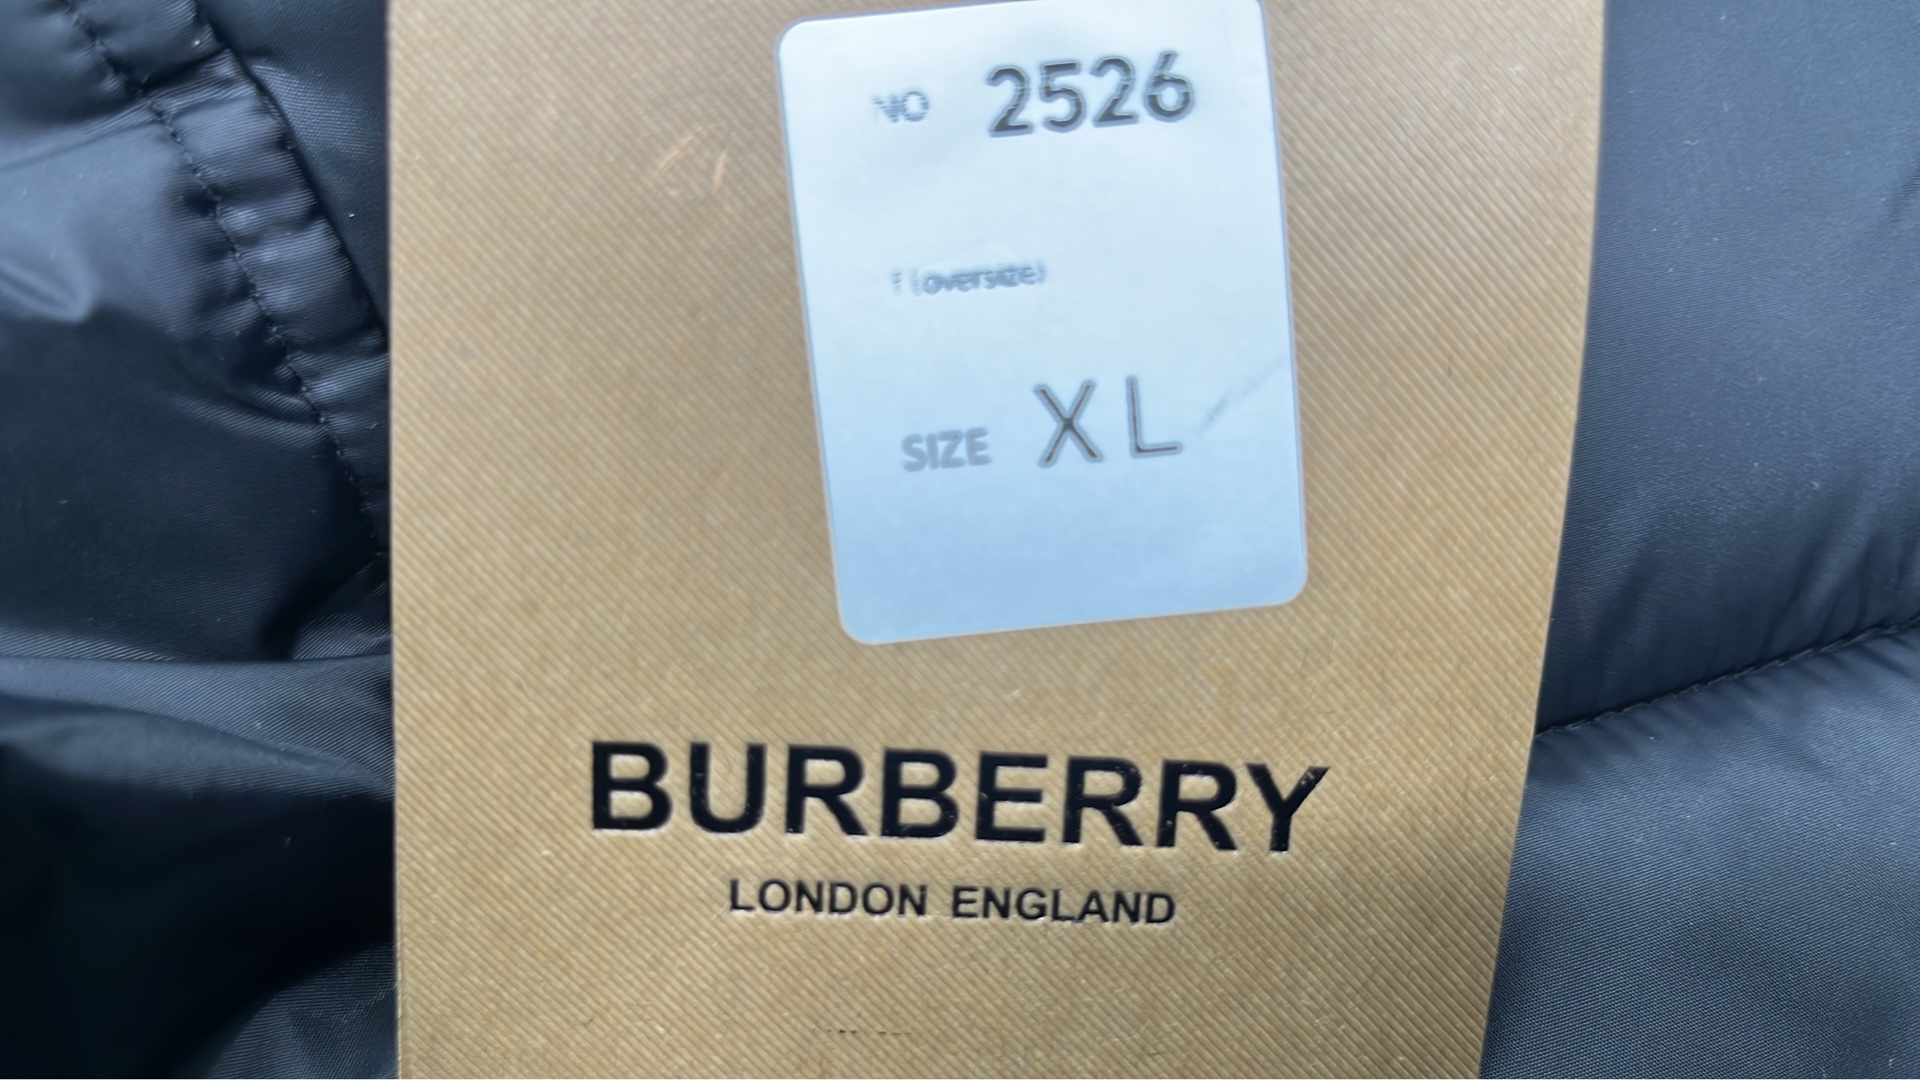 NO 2526
(oversize)
SIZE XL
BURBERRY
LONDON ENGLAND